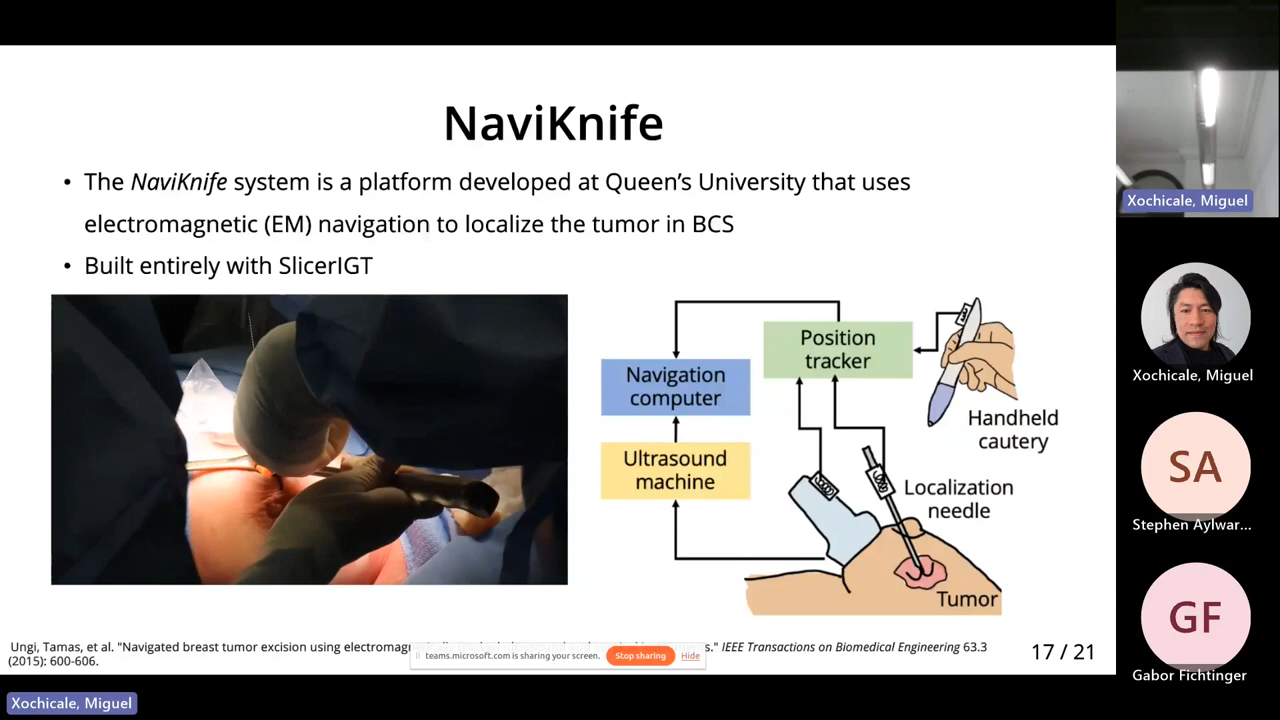 NaviKnife
• The NaviKnife system is a platform developed at Queen's University that uses
electromagnetic (EM) navigation to localize the tumor in BCS
• Built entirely with SlicerIGT
Position
tracker
Navigation
computer
Handheld
cautery
Ultrasound
machine
Localization
needle
Tumor
Ungi, Tamas, et al. "Navigated breast tumor excision using
s." IEEE Transactions on Biomedical Engineering 63.3
(2015): 600-606.
teams.microsoft.com is sharing your screen.
Stop sharing
Hide
17 / 21
Xochicale, Miguel
Xochicale, Miguel
Stephen Aylwar...
SA
GF
Gabor Fichtinger
Xochicale, Miguel